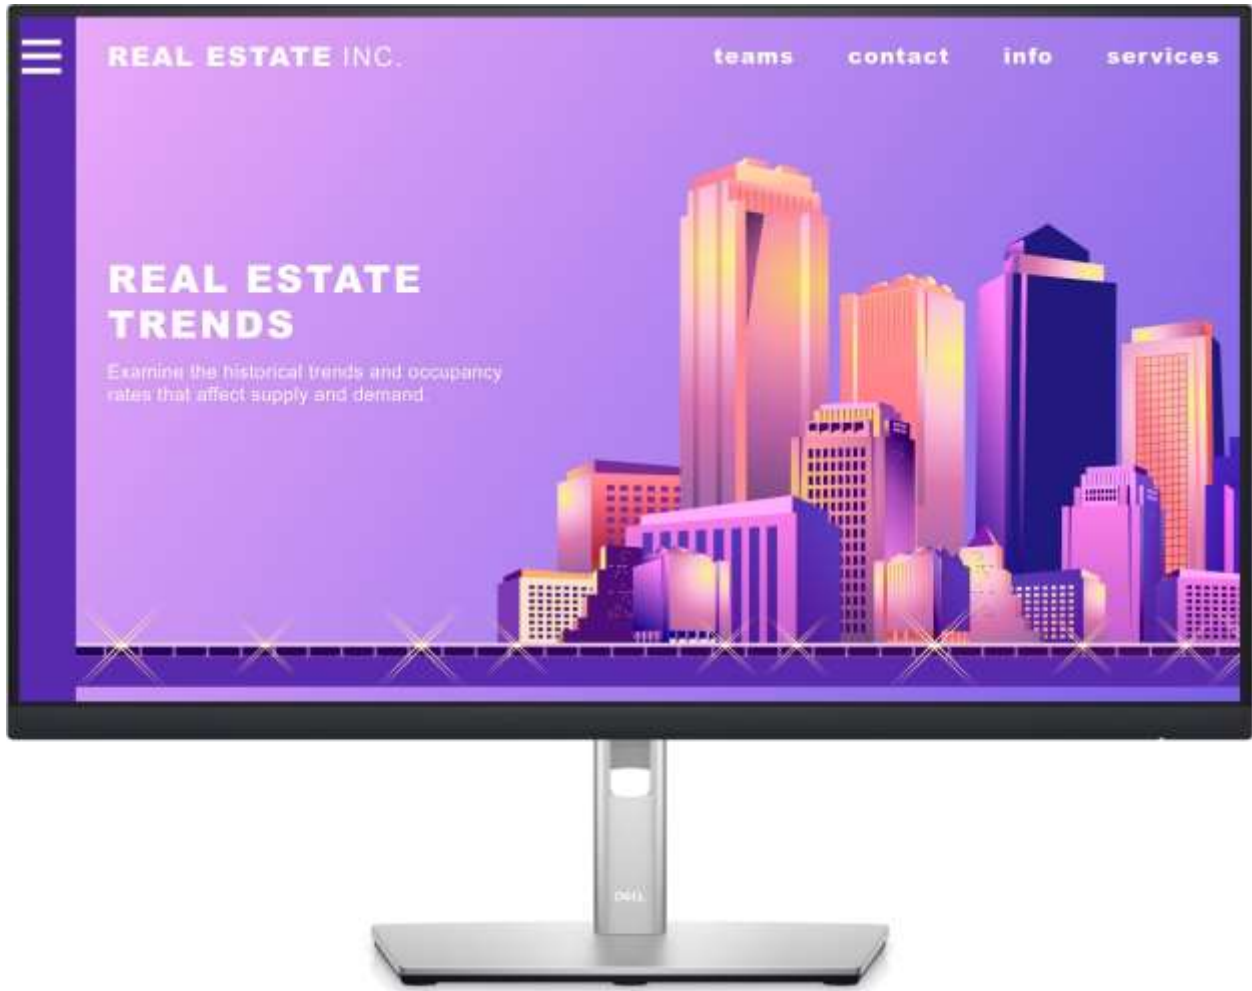 REAL ESTATE INC.
teams contact info services
REAL ESTATE
TRENDS
Examine the historical trends and occupancy
rates that affect supply and demand
DELL